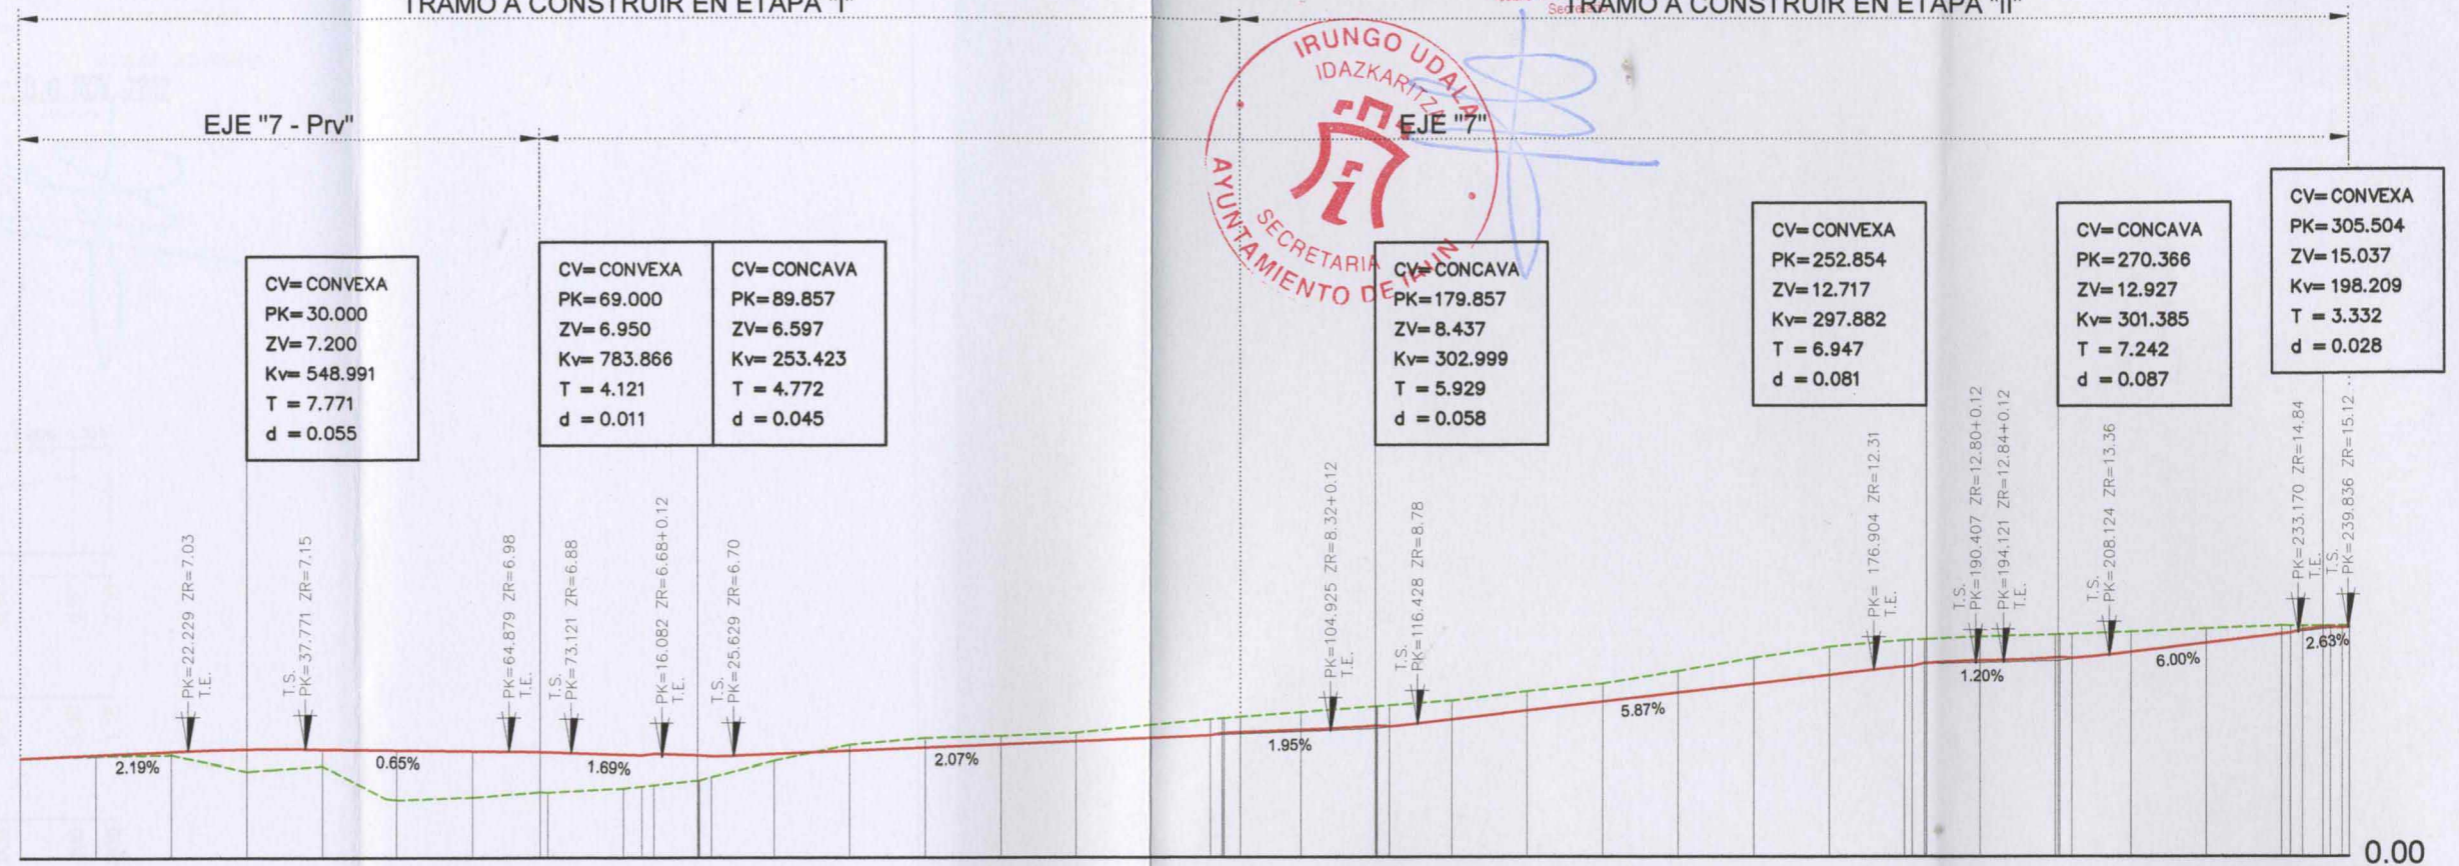 TRAMO A CONSTRUIR EN ETAPA "I"
TRAMO A CONSTRUIR EN ETAPA "II"
IRUNGO UDALA
IDAZKARITZA
SECRETARIA
AYUNTAMIENTO DE IRUN
EJE "7 - Prv"
EJE "7"
CV= CONVEXA
PK= 30.000
ZV= 7.200
Kv= 548.991
T = 7.771
d = 0.055
CV= CONVEXA
PK= 69.000
ZV= 6.950
Kv= 783.866
T = 4.121
d = 0.011
CV= CONCAVA
PK= 89.857
ZV= 6.597
Kv= 253.423
T = 4.772
d = 0.045
CV= CONCAVA
PK= 179.857
ZV= 8.437
Kv= 302.999
T = 5.929
d = 0.058
CV= CONVEXA
PK= 252.854
ZV= 12.717
Kv= 297.882
T = 6.947
d = 0.081
CV= CONCAVA
PK= 270.366
ZV= 12.927
Kv= 301.385
T = 7.242
d = 0.087
CV= CONVEXA
PK= 305.504
ZV= 15.037
Kv= 198.209
T = 3.332
d = 0.028
PK=22.229 ZR=7.03
T.E.
T.S.
PK=37.771 ZR=7.15
PK=64.879 ZR=6.98
T.E.
T.S.
PK=73.121 ZR=6.88
PK=16.082 ZR=6.68+0.12
T.E.
T.S.
PK=25.629 ZR=6.70
PK=104.925 ZR=8.32+0.12
T.E.
T.S.
PK=116.428 ZR=8.78
PK= 176.904 ZR=12.31
T.E.
T.S.
PK=190.407 ZR=12.80+0.12
PK=194.121 ZR=12.84+0.12
T.E.
T.S.
PK=208.124 ZR=13.36
PK=233.170 ZR=14.84
T.E.
T.S.
PK=239.836 ZR=15.12
2.19%
0.65%
1.69%
2.07%
1.95%
5.87%
1.20%
6.00%
2.63%
0.00